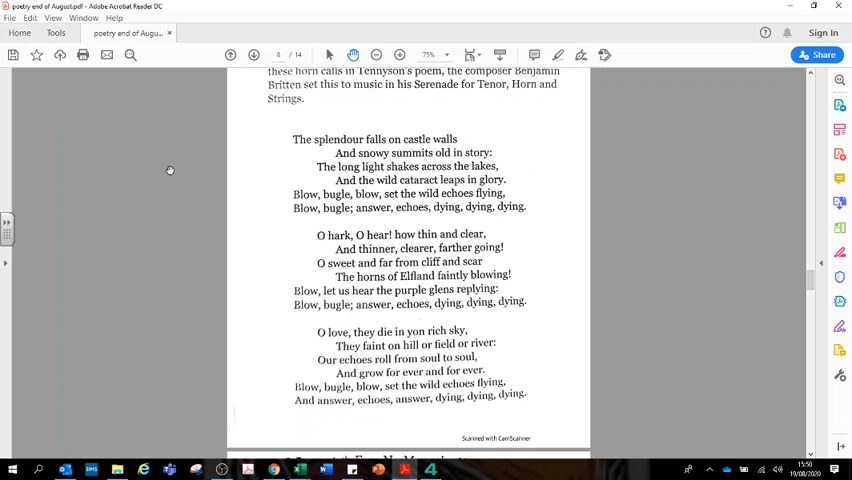 poetry end of August.pdf - Adobe Acrobat Reader DC
File Edit View Window Help
Home Tools poetry end of Augu... × Sign In
8 / 14 75% Share
these horn calls in Tennyson's poem, the composer Benjamin
Britten set this to music in his Serenade for Tenor, Horn and
Strings.
The splendour falls on castle walls
And snowy summits old in story:
The long light shakes across the lakes,
And the wild cataract leaps in glory.
Blow, bugle, blow, set the wild echoes flying,
Blow, bugle; answer, echoes, dying, dying, dying.
O hark, O hear! how thin and clear,
And thinner, clearer, farther going!
O sweet and far from cliff and scar
The horns of Elfland faintly blowing!
Blow, let us hear the purple glens replying:
Blow, bugle; answer, echoes, dying, dying, dying.
O love, they die in yon rich sky,
They faint on hill or field or river:
Our echoes roll from soul to soul,
And grow for ever and for ever.
Blow, bugle, blow, set the wild echoes flying,
And answer, echoes, answer, dying, dying, dying.
Scanned with CamScanner
15:50
19/08/2020